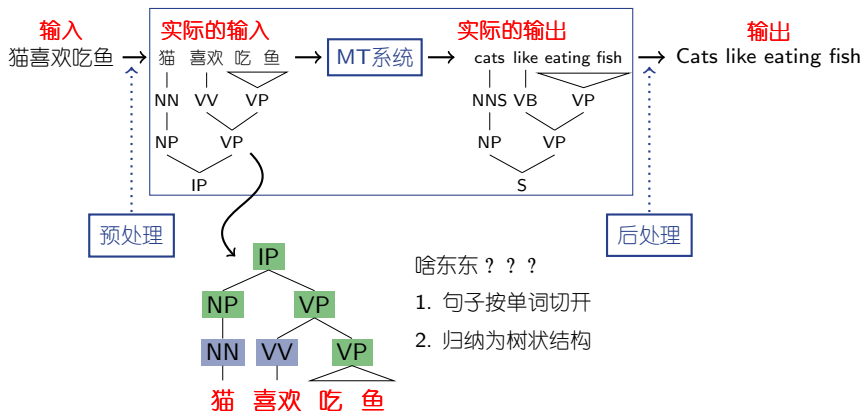 输入 实际的输入 实际的输出 输出
猫喜欢吃鱼 猫 喜欢 吃 鱼 MT系统 cats like eating fish Cats like eating fish
NN VV VP NNS VB VP
NP VP NP VP
IP S
预处理 后处理
IP
啥东东？？？
NP VP
1. 句子按单词切开
NN VV VP
2. 归纳为树状结构
猫 喜欢 吃 鱼